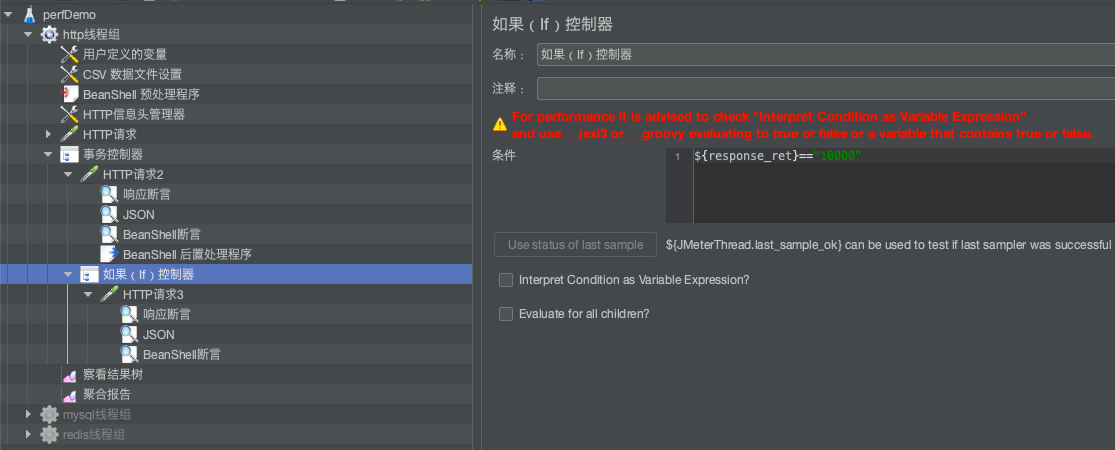 perfDemo
http线程组
用户定义的变量
CSV 数据文件设置
BeanShell 预处理程序
HTTP信息头管理器
HTTP请求
事务控制器
HTTP请求2
响应断言
JSON
BeanShell断言
BeanShell 后置处理程序
如果（If）控制器
HTTP请求3
响应断言
JSON
BeanShell断言
察看结果树
聚合报告
mysql线程组
redis线程组
如果（If）控制器
名称： 如果（If）控制器
注释：
For performance it is advised to check "Interpret Condition as Variable Expression"
and use __jexl3 or __groovy evaluating to true or false or a variable that contains true or false.
条件 1 ${response_ret}=="10000"
Use status of last sample ${JMeterThread.last_sample_ok} can be used to test if last sampler was successful
Interpret Condition as Variable Expression?
Evaluate for all children?